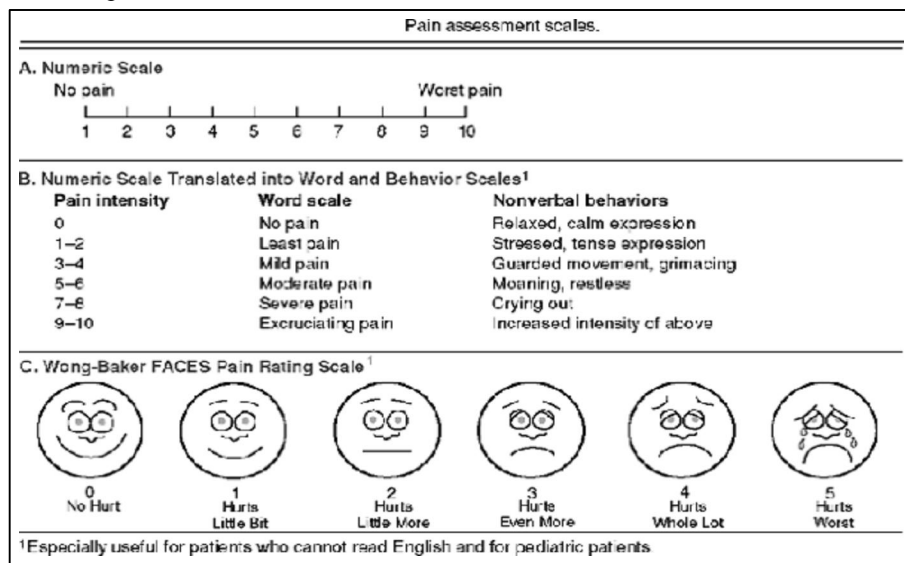 Pain assessment scales.
A. Numeric Scale
No pain Worst pain
1 2 3 4 5 6 7 8 9 10
B. Numeric Scale Translated into Word and Behavior Scales¹
Pain intensity Word scale Nonverbal behaviors
0 No pain Relaxed, calm expression
1–2 Least pain Stressed, tense expression
3–4 Mild pain Guarded movement, grimacing
5–6 Moderate pain Moaning, restless
7–8 Severe pain Crying out
9–10 Excruciating pain Increased intensity of above
C. Wong-Baker FACES Pain Rating Scale¹
0 1 2 3 4 5
No Hurt Hurts Hurts Hurts Hurts Hurts
Little Bit Little More Even More Whole Lot Worst
¹Especially useful for patients who cannot read English and for pediatric patients